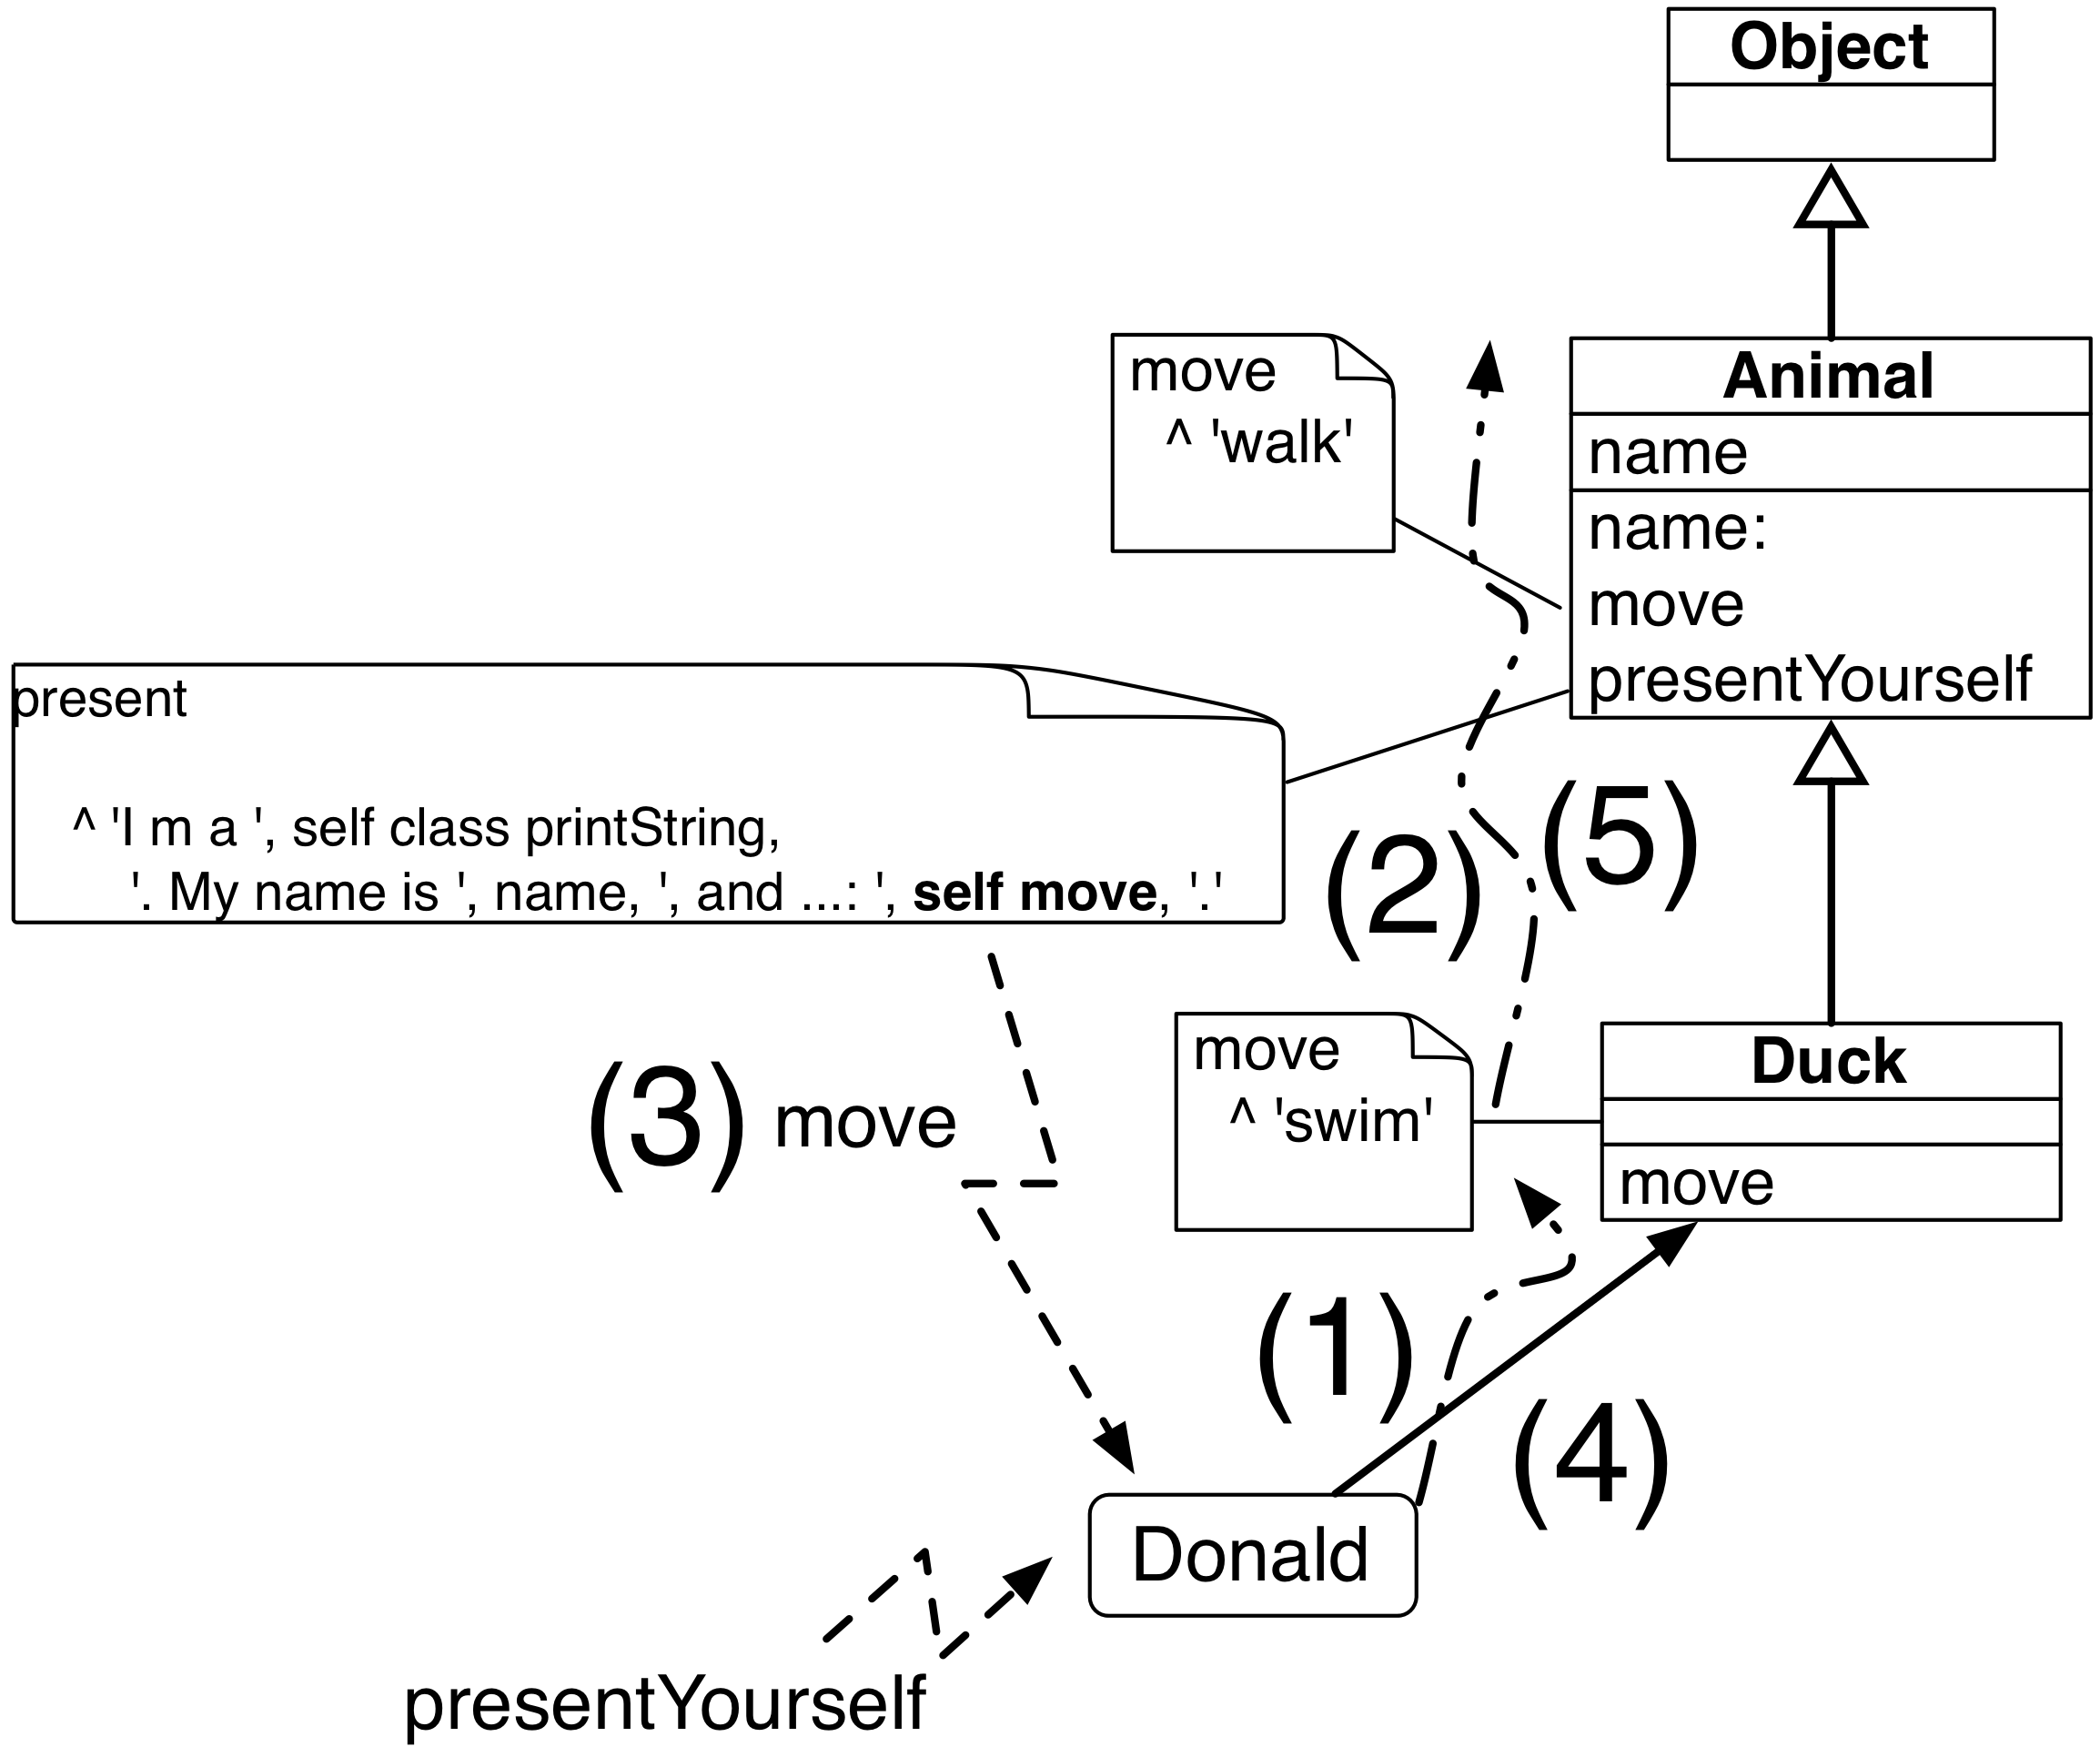 Object
Animal
name
name:
move
presentYourself
move
^ 'walk'
present
^ 'I m a ', self class printString,
'. My name is ', name, ', and ...: ', self move, '.'
(2)
(5)
Duck
move
move
^ 'swim'
(3) move
(1)
(4)
Donald
presentYourself